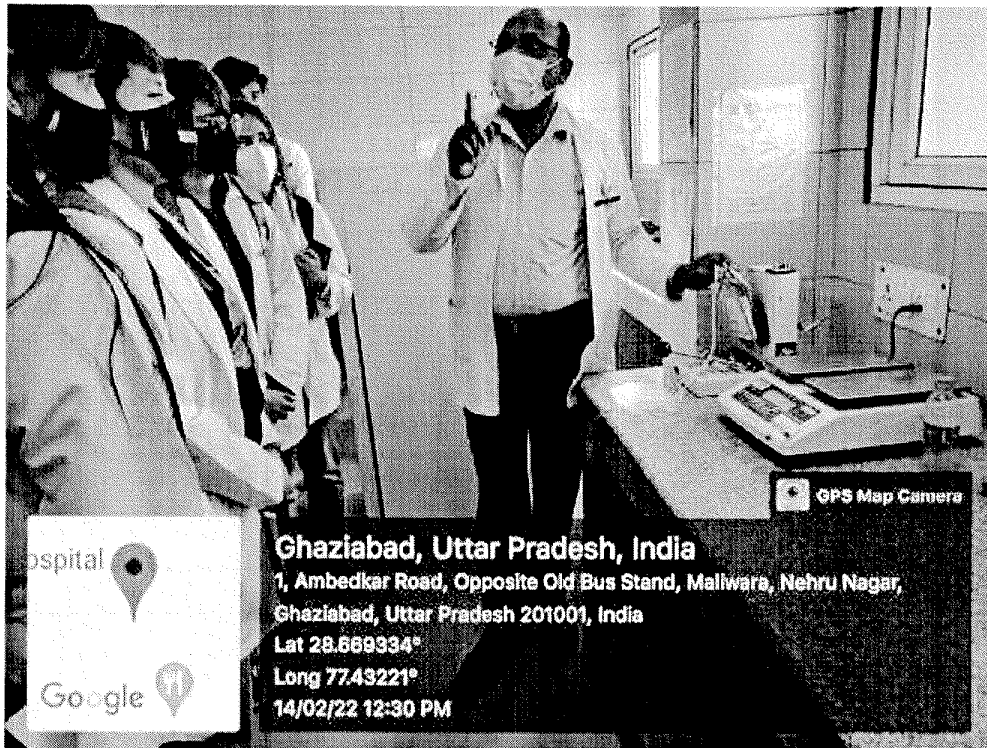 GPS Map Camera
ospital
Google
Ghaziabad, Uttar Pradesh, India
1, Ambedkar Road, Opposite Old Bus Stand, Maliwara, Nehru Nagar,
Ghaziabad, Uttar Pradesh 201001, India
Lat 28.669334°
Long 77.43221°
14/02/22 12:30 PM